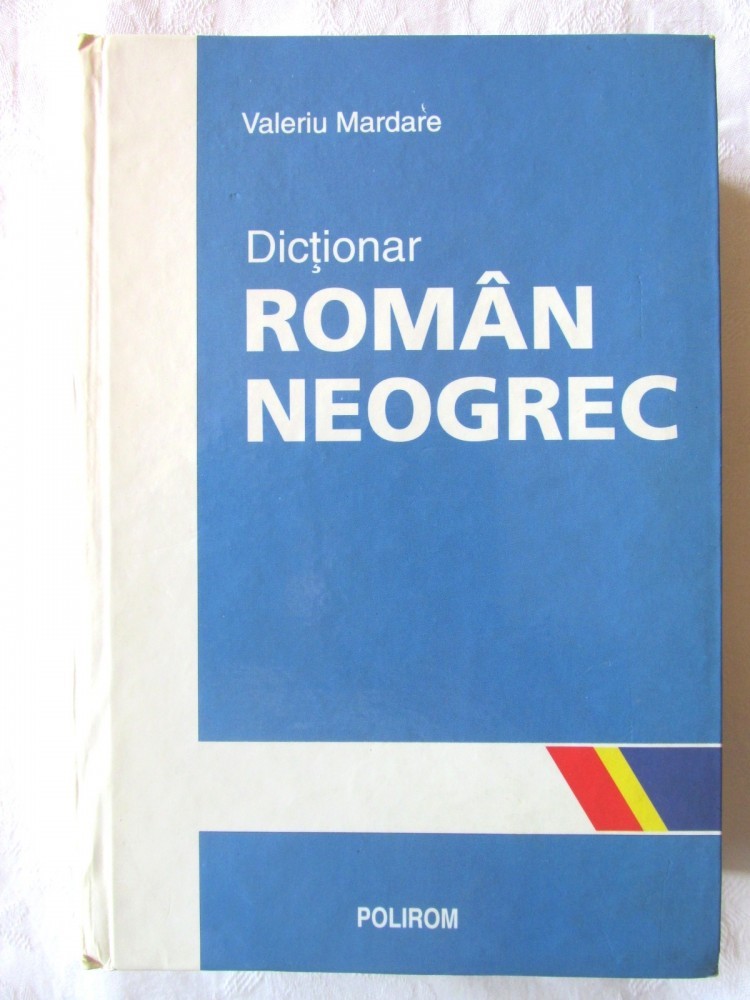 Valeriu Mardare
Dicţionar
ROMÂN
NEOGREC
POLIROM